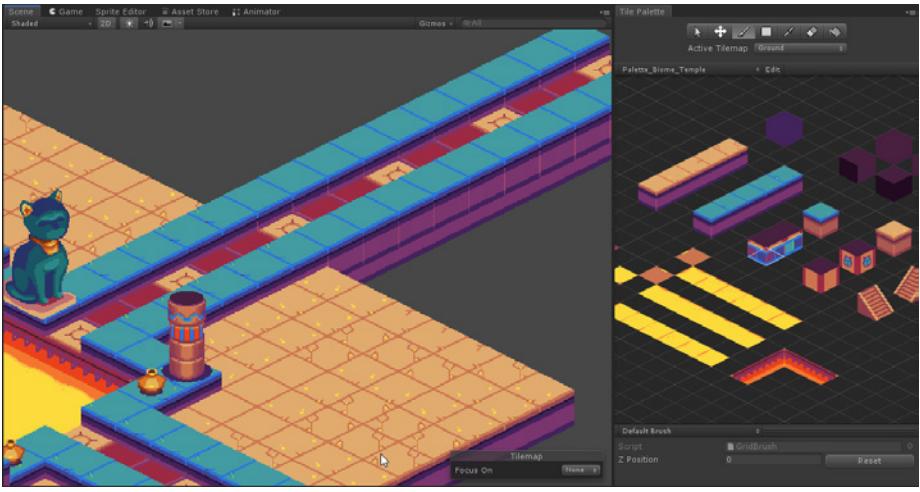 Scene Game Sprite Editor Asset Store Animator
Shaded 2D Gizmos All
Tilemap
Focus On None
Tile Palette
Active Tilemap Ground
Palette_Biome_Temple Edit
Default Brush
Script GridBrush
Z Position 0 Reset